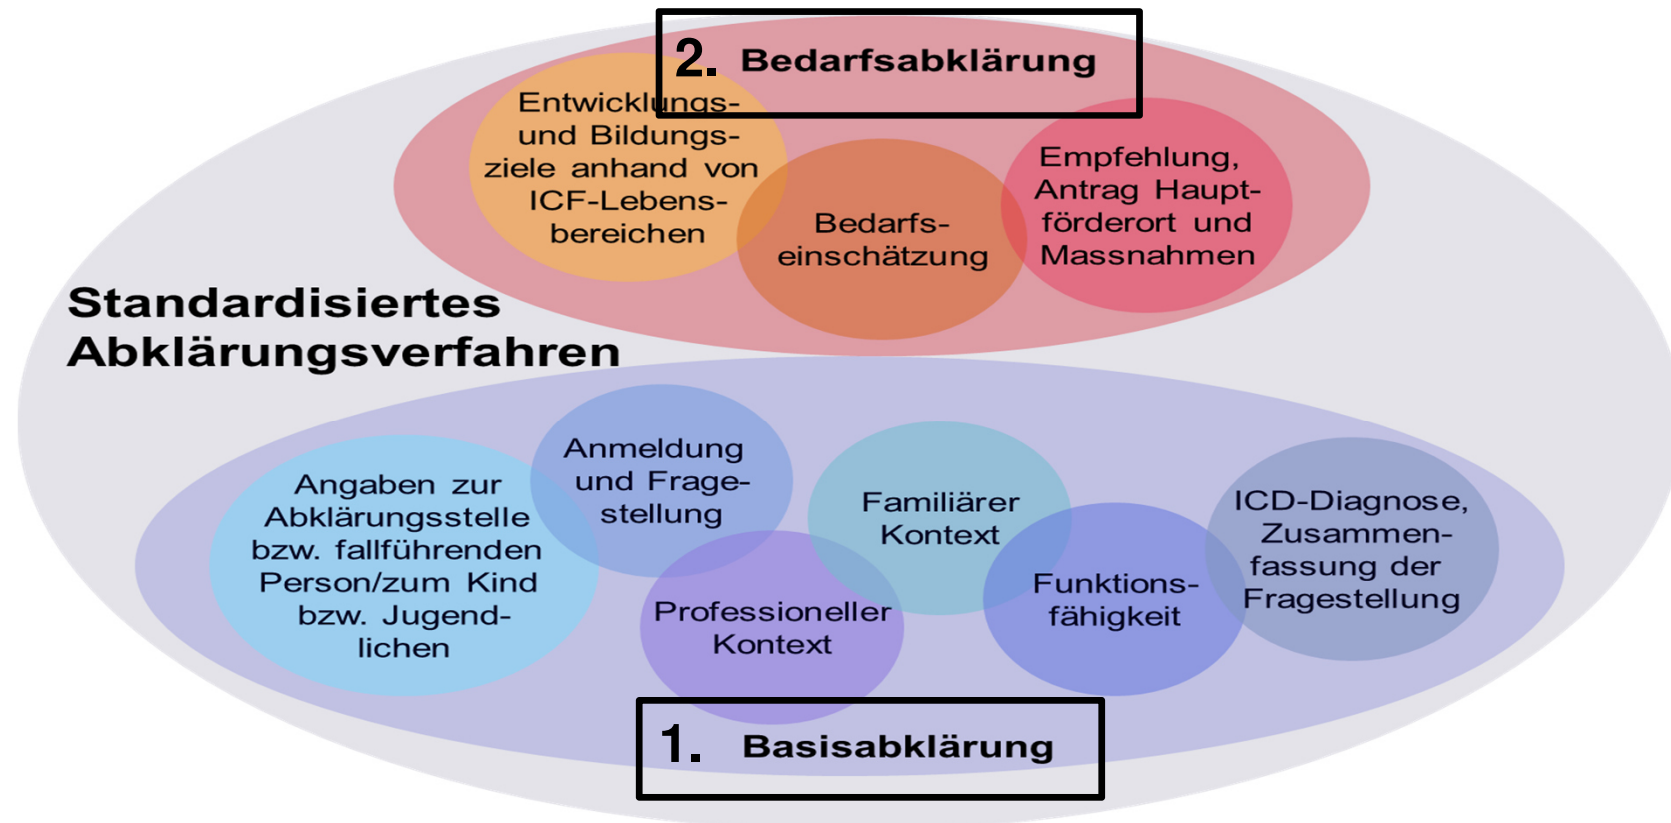 2. Bedarfsabklärung
Entwicklungs-
und Bildungs-
ziele anhand von
ICF-Lebens-
bereichen
Bedarfs-
einschätzung
Empfehlung,
Antrag Haupt-
förderort und
Massnahmen
Standardisiertes
Abklärungsverfahren
Angaben zur
Abklärungsstelle
bzw. fallführenden
Person/zum Kind
bzw. Jugend-
lichen
Anmeldung
und Frage-
stellung
Professioneller
Kontext
Familiärer
Kontext
Funktions-
fähigkeit
ICD-Diagnose,
Zusammen-
fassung der
Fragestellung
1. Basisabklärung